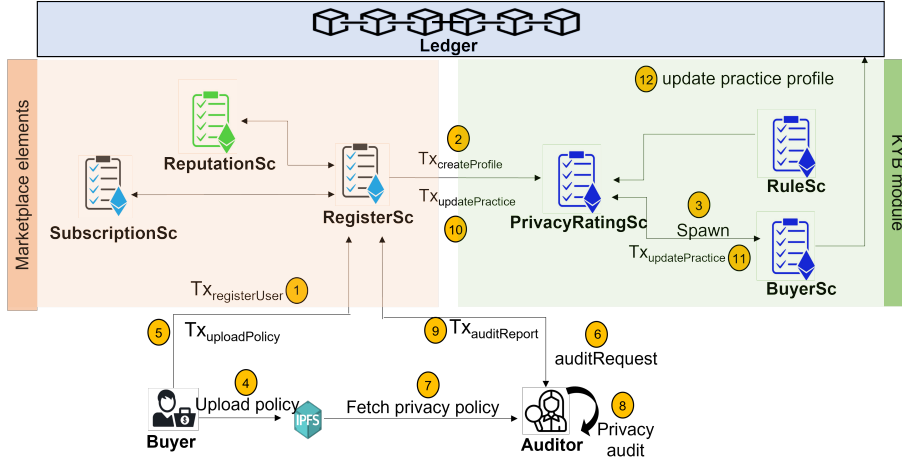 Ledger
12 update practice profile
Marketplace elements
KYB module
ReputationSc
2
Tx createProfile
RuleSc
SubscriptionSc
RegisterSc
Tx updatePractice
10
PrivacyRatingSc
3
Spawn
Tx updatePractice 11
BuyerSc
Tx registerUser 1
5
Tx uploadPolicy
9 Tx auditReport
6
auditRequest
4
Upload policy
7
Fetch privacy policy
IPFS
8
Privacy
audit
Buyer
Auditor